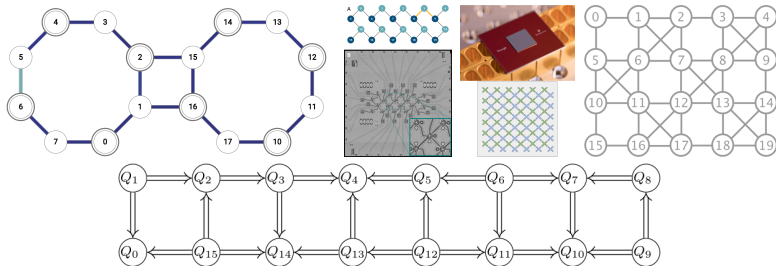 4 3 14 13
5 2 15 12
6 1 16 11
7 0 17 10
A
0 1 2 3 4
5 6 7 8 9
10 11 12 13 14
15 16 17 18 19
Q₁ Q₂ Q₃ Q₄ Q₅ Q₆ Q₇ Q₈
Q₀ Q₁₅ Q₁₄ Q₁₃ Q₁₂ Q₁₁ Q₁₀ Q₉